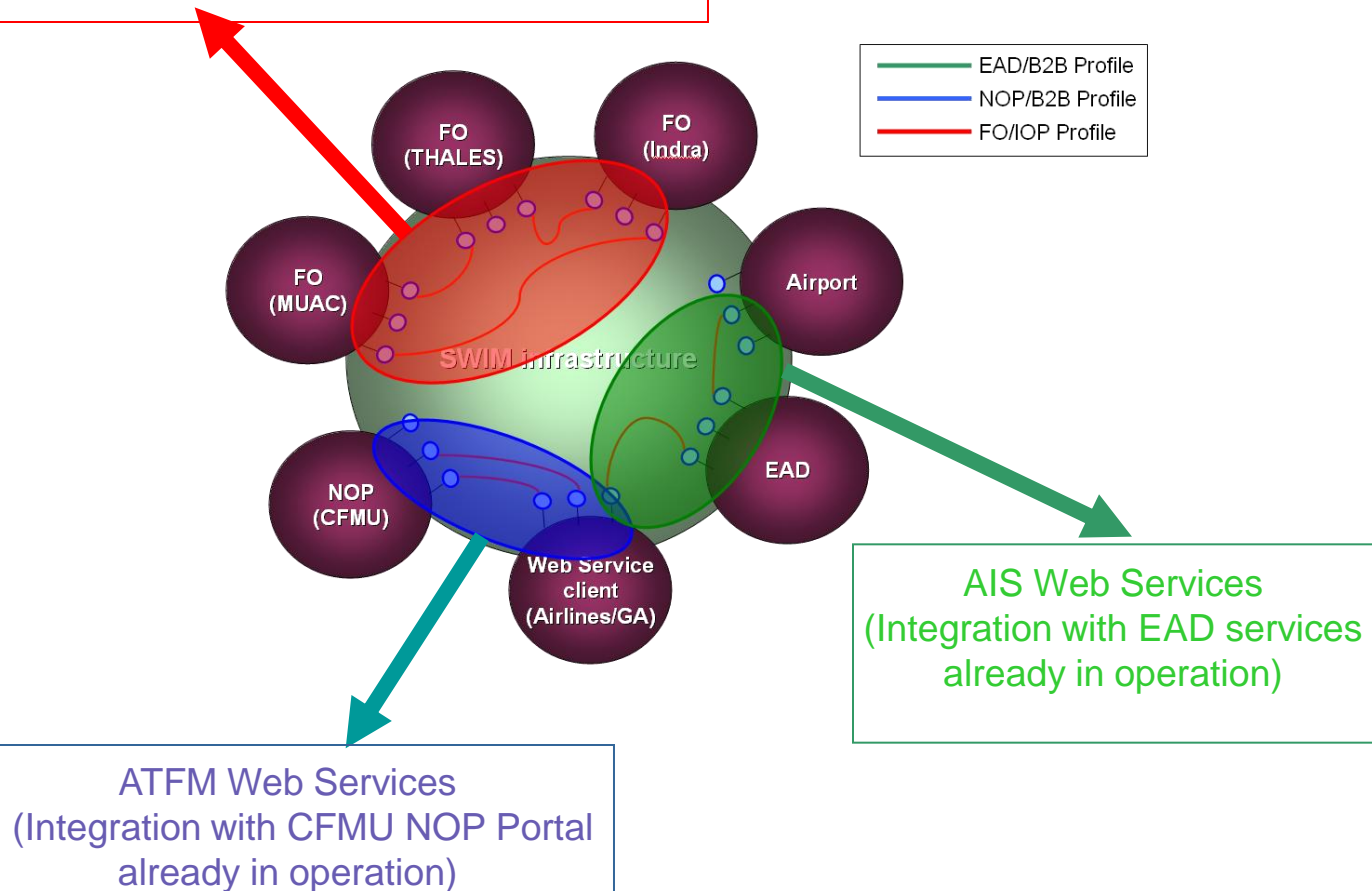 EAD/B2B Profile
NOP/B2B Profile
FO/IOP Profile
FO
(THALES)
FO
(Indra)
FO
(MUAC)
Airport
SWIM infrastructure
EAD
NOP
(CFMU)
Web Service
client
(Airlines/GA)
AIS Web Services
(Integration with EAD services
already in operation)
ATFM Web Services
(Integration with CFMU NOP Portal
already in operation)